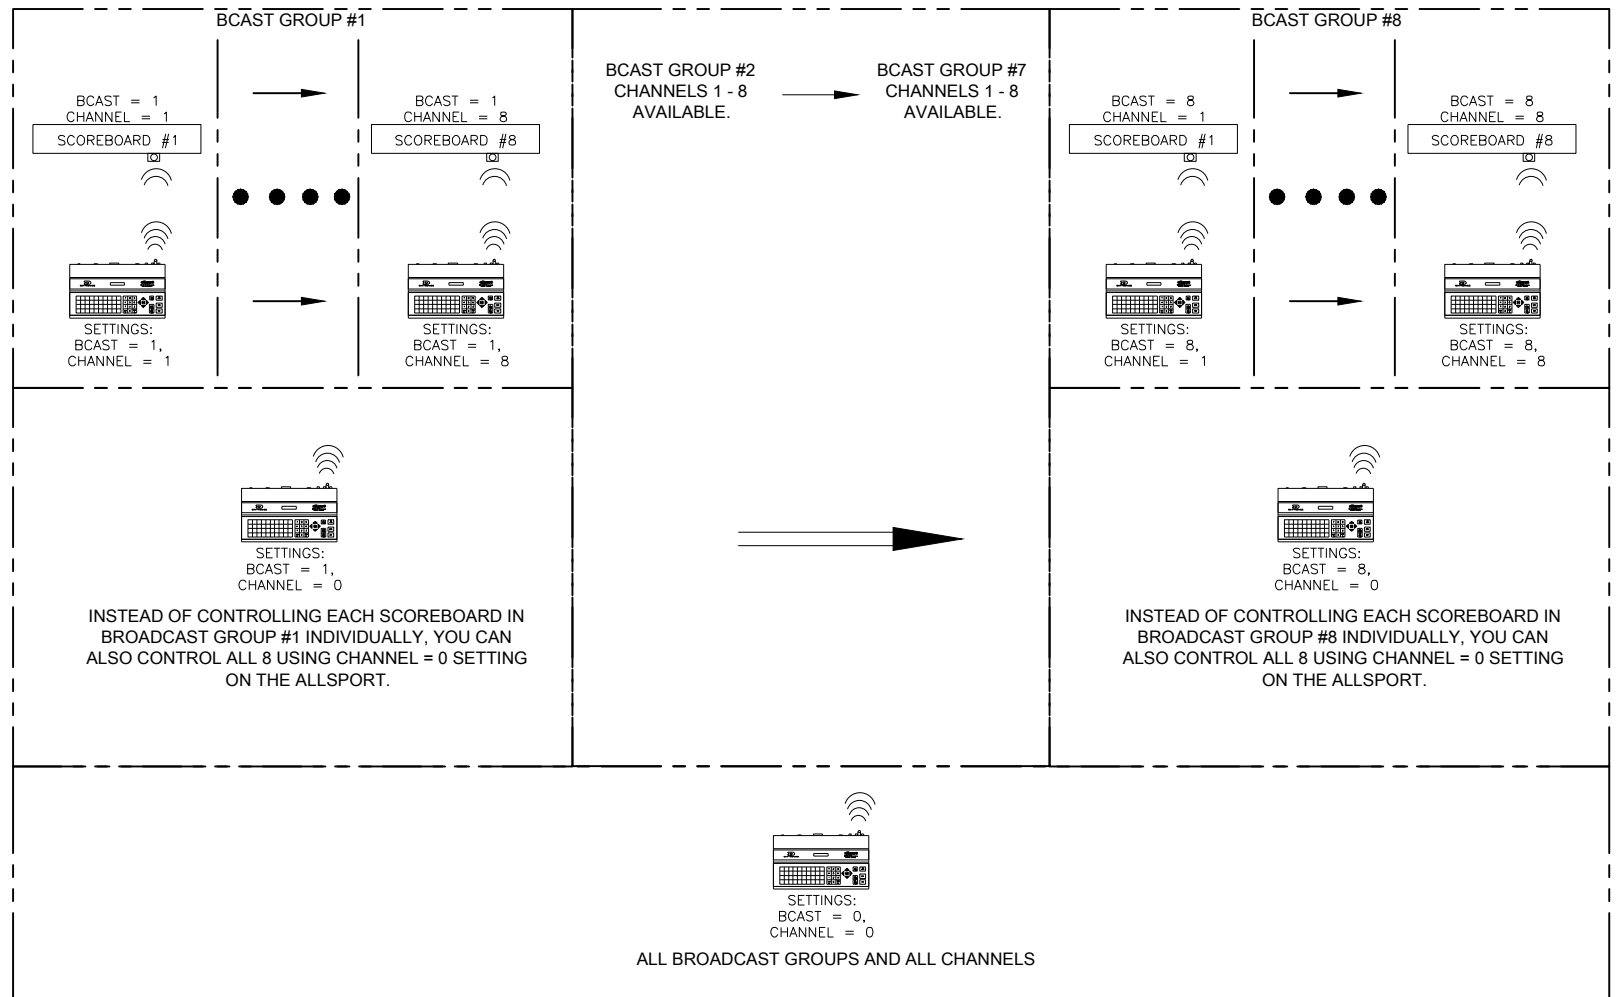 BCAST GROUP #1
BCAST = 1
CHANNEL = 1
SCOREBOARD #1
BCAST = 1
CHANNEL = 8
SCOREBOARD #8
SETTINGS:
BCAST = 1,
CHANNEL = 1
SETTINGS:
BCAST = 1,
CHANNEL = 8
BCAST GROUP #2
CHANNELS 1 - 8
AVAILABLE.
BCAST GROUP #7
CHANNELS 1 - 8
AVAILABLE.
BCAST GROUP #8
BCAST = 8
CHANNEL = 1
SCOREBOARD #1
BCAST = 8
CHANNEL = 8
SCOREBOARD #8
SETTINGS:
BCAST = 8,
CHANNEL = 1
SETTINGS:
BCAST = 8,
CHANNEL = 8
SETTINGS:
BCAST = 1,
CHANNEL = 0
INSTEAD OF CONTROLLING EACH SCOREBOARD IN
BROADCAST GROUP #1 INDIVIDUALLY, YOU CAN
ALSO CONTROL ALL 8 USING CHANNEL = 0 SETTING
ON THE ALLSPORT.
SETTINGS:
BCAST = 8,
CHANNEL = 0
INSTEAD OF CONTROLLING EACH SCOREBOARD IN
BROADCAST GROUP #8 INDIVIDUALLY, YOU CAN
ALSO CONTROL ALL 8 USING CHANNEL = 0 SETTING
ON THE ALLSPORT.
SETTINGS:
BCAST = 0,
CHANNEL = 0
ALL BROADCAST GROUPS AND ALL CHANNELS